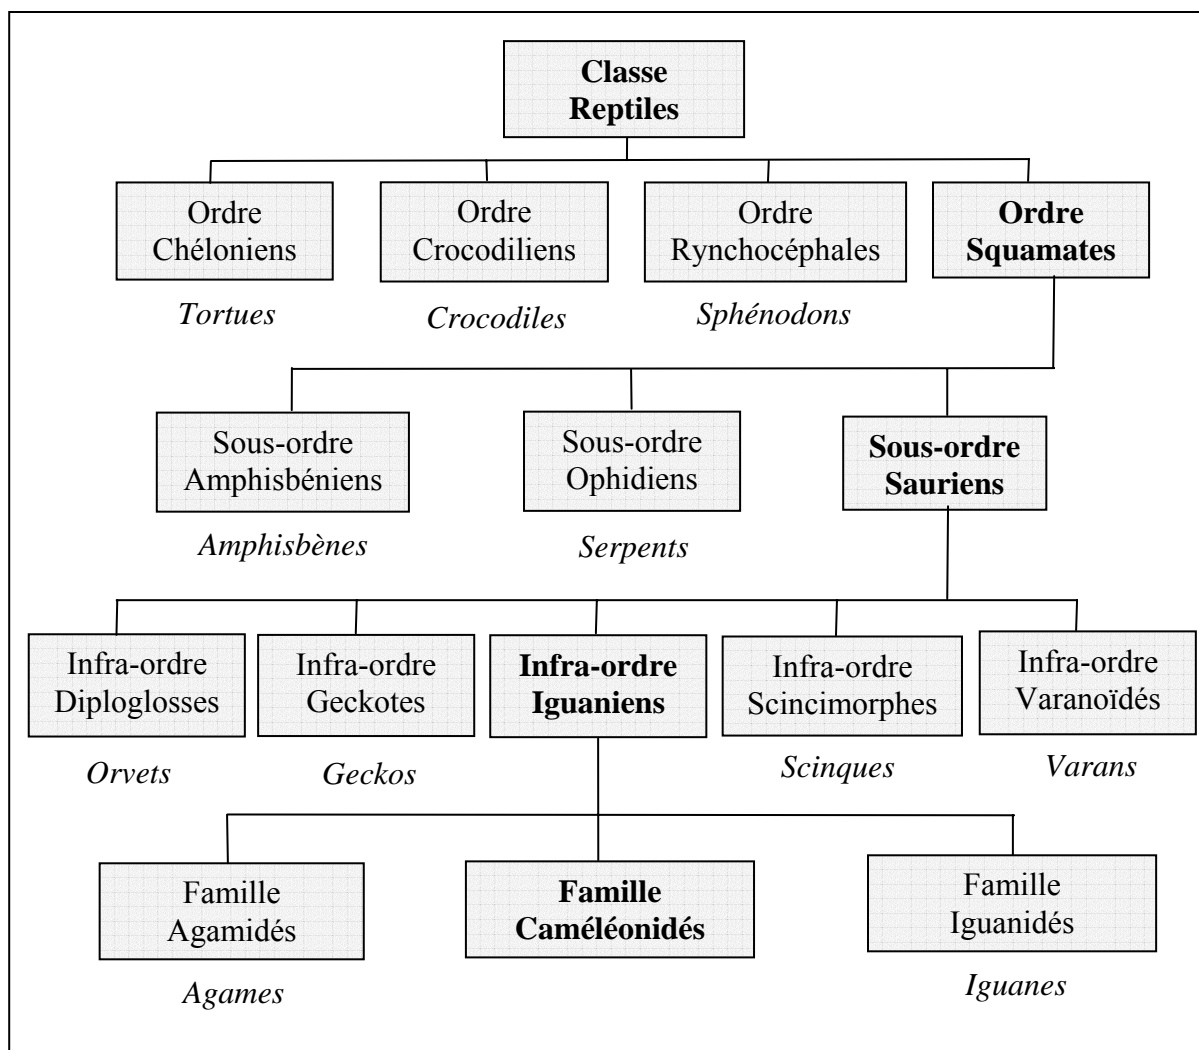 Classe
Reptiles
Ordre
Chéloniens
Ordre
Crocodiliens
Ordre
Rynchocéphales
Ordre
Squamates
Tortues
Crocodiles
Sphénodons
Sous-ordre
Amphisbéniens
Sous-ordre
Ophidiens
Sous-ordre
Sauriens
Amphisbènes
Serpents
Infra-ordre
Diploglosses
Infra-ordre
Geckotes
Infra-ordre
Iguaniens
Infra-ordre
Scincimorphes
Infra-ordre
Varanoïdés
Orvets
Geckos
Scinques
Varans
Famille
Agamidés
Famille
Caméléonidés
Famille
Iguanidés
Agames
Iguanes